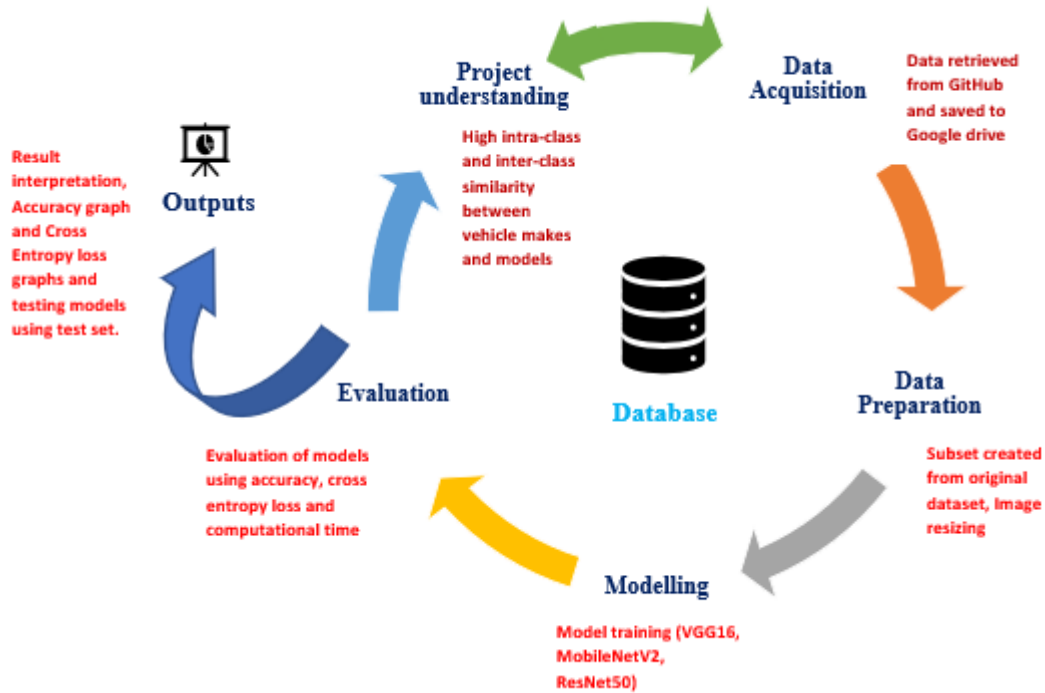 Project
understanding
High intra-class
and inter-class
similarity
between
vehicle makes
and models
Data
Acquisition
Data retrieved
from GitHub
and saved to
Google drive
Data
Preparation
Subset created
from original
dataset, Image
resizing
Modelling
Model training (VGG16,
MobileNetV2,
ResNet50)
Evaluation
Evaluation of models
using accuracy, cross
entropy loss and
computational time
Outputs
Result
interpretation,
Accuracy graph
and Cross
Entropy loss
graphs and
testing models
using test set.
Database